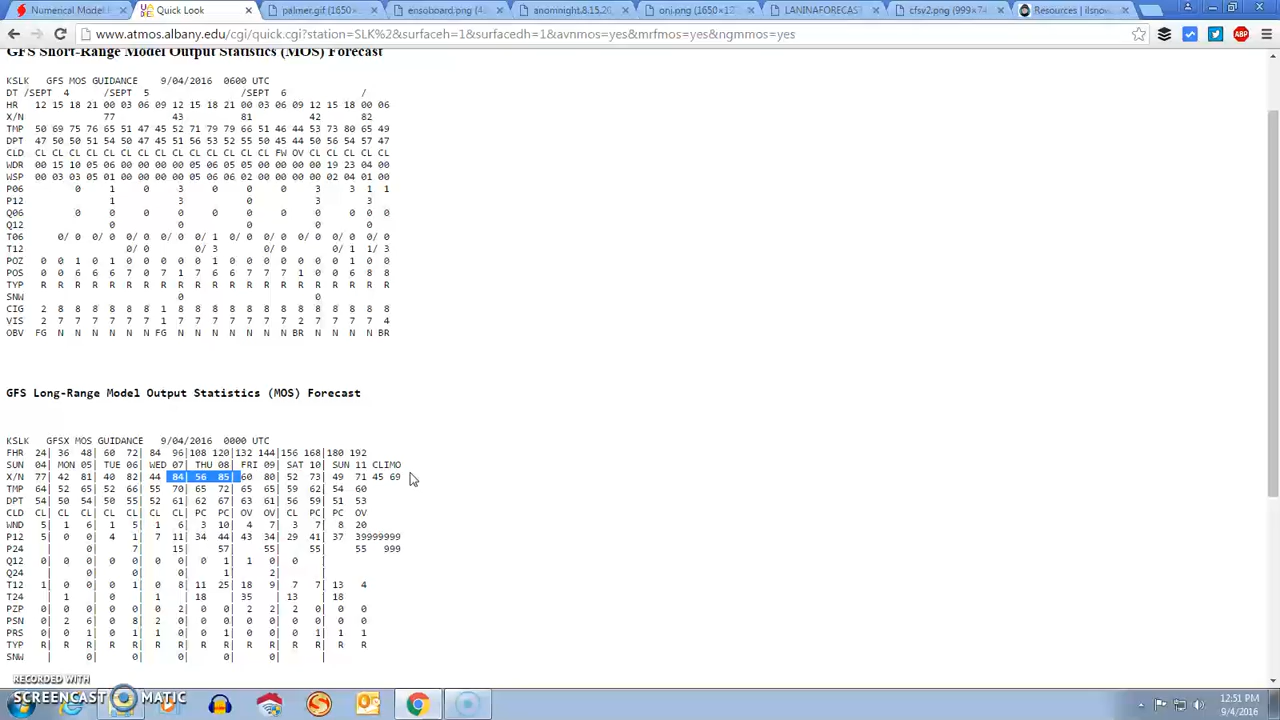 Numerical Model
Quick Look
palmer.gif (1650×
ensoboard.png (4
anomnight.8.15.20
oni.png (1650×1
LANINAFORECAST
cfsv2.png (999×74
Resources | ilsnow
www.atmos.albany.edu/cgi/quick.cgi?station=SLK%2&surfaceh=1&surfacedh=1&avnmos=yes&mrfmos=yes&ngmmos=yes
GFS Short-Range Model Output Statistics (MOS) Forecast
KSLK GFS MOS GUIDANCE 9/04/2016 0600 UTC
DT /SEPT 4 /SEPT 5 /SEPT 6 /
HR 12 15 18 21 00 03 06 09 12 15 18 21 00 03 06 09 12 15 18 00 06
X/N 77 43 81 42 82
TMP 50 69 75 76 65 51 47 45 52 71 79 79 66 51 46 44 53 73 80 65 49
DPT 47 50 50 51 54 50 47 45 51 56 53 52 55 50 45 44 50 56 54 57 47
CLD CL CL CL CL CL CL CL CL CL CL CL CL CL CL FW OV CL CL CL CL CL
WDR 00 15 10 05 06 00 00 00 00 05 05 05 05 00 00 00 00 19 23 04 00
WSP 00 03 03 05 01 00 00 00 00 05 06 06 02 00 00 00 00 02 04 01 00
P06 0 1 0 3 0 0 0 3 3 1 1
P12 1 3 0 3 3
Q06 0 0 0 0 0 0 0 0 0 0 0
Q12 0 0 0 0 0
T06 0/ 0 0/ 0 0/ 0 0/ 0 0/ 1 0/ 0 0/ 0 0/ 0 0/ 1 0/ 3
T12 0/ 0 0/ 3 0/ 0 0/ 1 1/ 3
POZ 0 0 1 0 1 0 0 0 0 0 1 0 0 0 0 0 0 0 1 0 0
POS 0 0 6 6 6 7 0 7 1 7 6 6 7 7 7 1 0 0 6 8 8
TYP R R R R R R R R R R R R R R R R R R R R R
SNW 0 0
CIG 2 8 8 8 8 8 8 1 8 8 8 8 8 8 8 8 8 8 8 8 8
VIS 2 7 7 7 7 7 7 1 7 7 7 7 7 7 7 2 7 7 7 7 4
OBV FG N N N N N N FG N N N N N N N BR N N N N BR
GFS Long-Range Model Output Statistics (MOS) Forecast
KSLK GFSX MOS GUIDANCE 9/04/2016 0000 UTC
FHR 24| 36 48| 60 72| 84 96|108 120|132 144|156 168|180 192
SUN 04| MON 05| TUE 06| WED 07| THU 08| FRI 09| SAT 10| SUN 11 CLIMO
X/N 77| 42 81| 40 82| 44 84| 56 85| 60 80| 52 73| 49 71 45 69
TMP 64| 52 65| 52 66| 55 70| 65 72| 65 65| 59 62| 54 60
DPT 54| 50 54| 50 55| 52 61| 62 67| 63 61| 56 59| 51 53
CLD CL| CL CL| CL CL| CL CL| PC PC| OV OV| CL PC| PC OV
WND 5| 1 6| 1 5| 1 6| 3 10| 4 7| 3 7| 8 20
P12 5| 0 0| 4 1| 7 11| 34 44| 43 34| 29 41| 37 39999999
P24 | 0| 7| 15| 57| 55| 55| 55 999
Q12 0| 0 0| 0 0| 0 0| 0 1| 1 0| 0 |
Q24 | 0| 0| 0| 1| 2| |
T12 1| 0 0| 0 1| 0 8| 11 25| 18 9| 7 7| 13 4
T24 | 1 | 0 | 1 | 18 | 35 | 13 | 18
PZP 0| 0 0| 0 0| 0 2| 0 0| 2 2| 2 0| 0 0
PSN 0| 2 6| 0 8| 2 0| 0 0| 0 0| 0 0| 0 0
PRS 0| 0 1| 0 0| 1 0| 0 1| 0 0| 0 1| 1 1
TYP R| R R| R R| R R| R R| R R| R R| R R
SNW | 0| 0| 0| 0| 0| |
RECORDED WITH
SCREENCAST MATIC
12:51 PM
9/4/2016